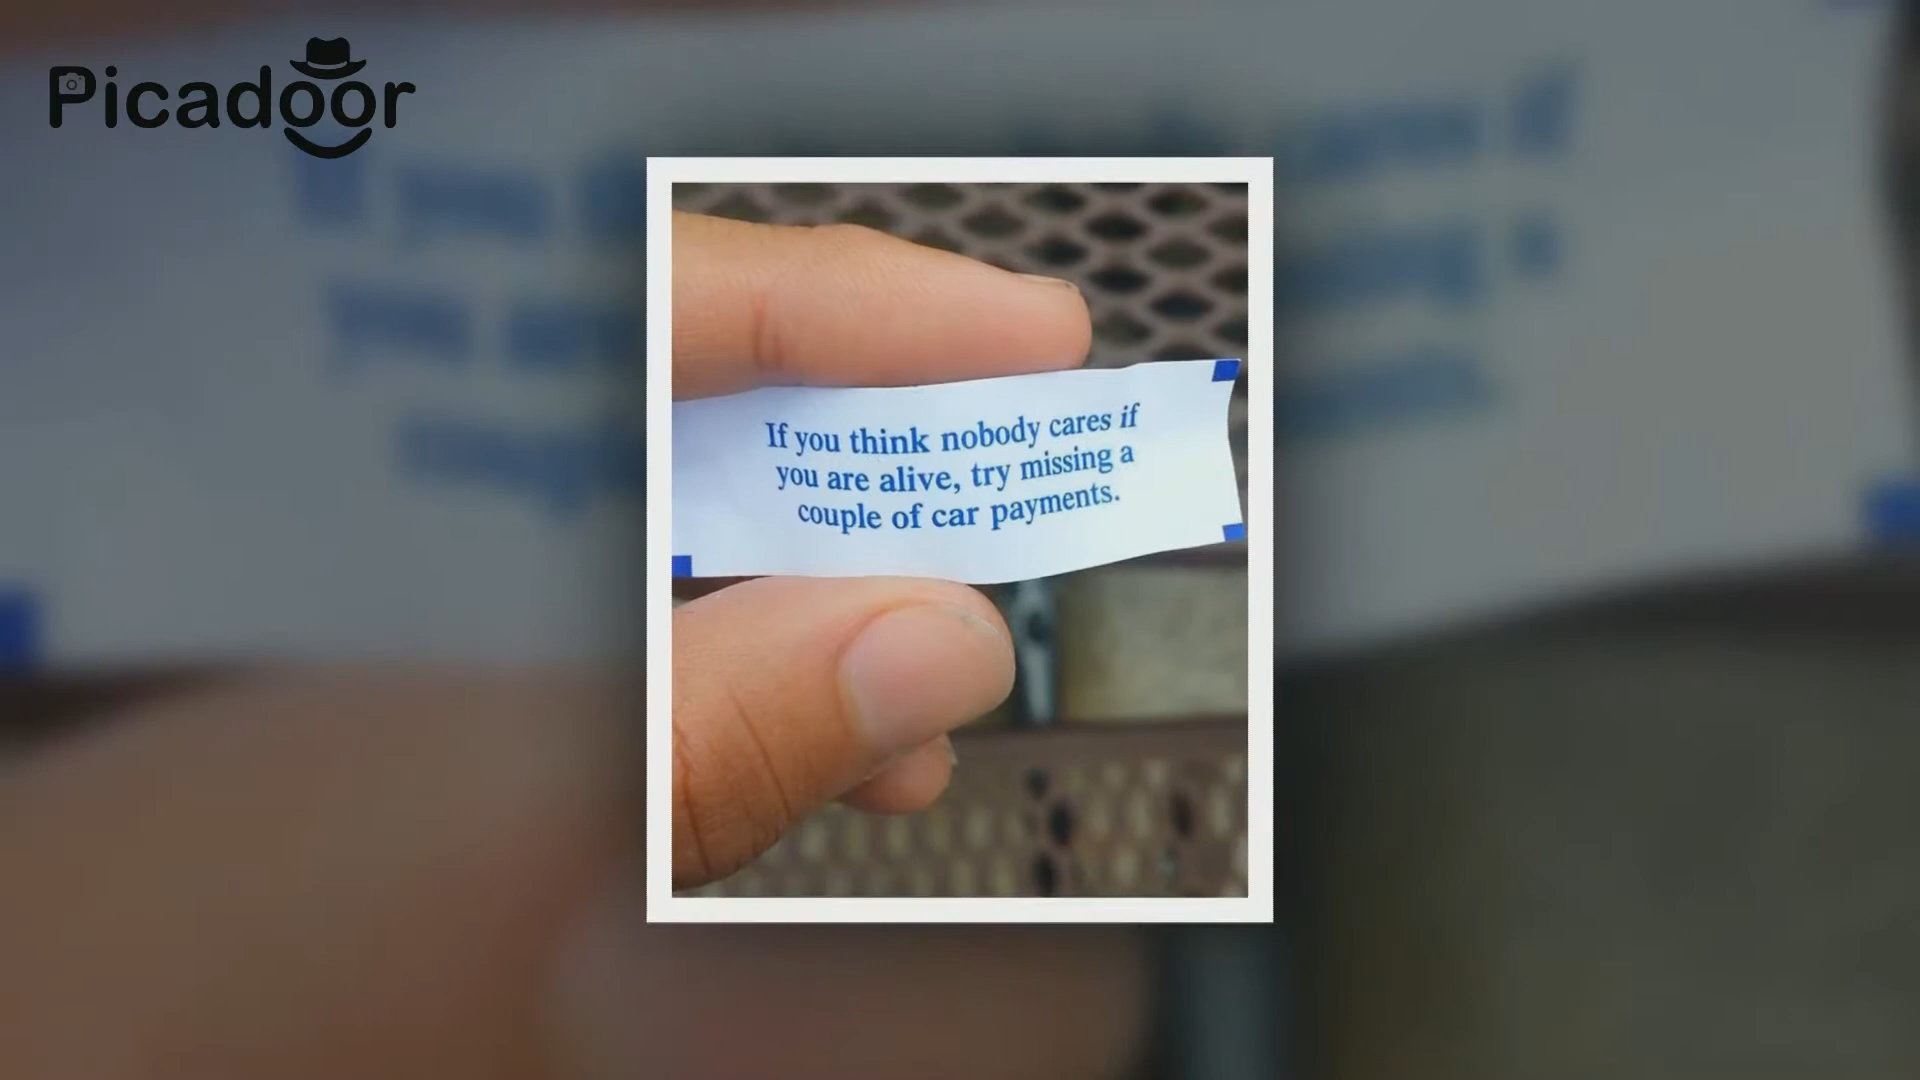 Picadoor
If you think nobody cares if
you are alive, try missing a
couple of car payments.